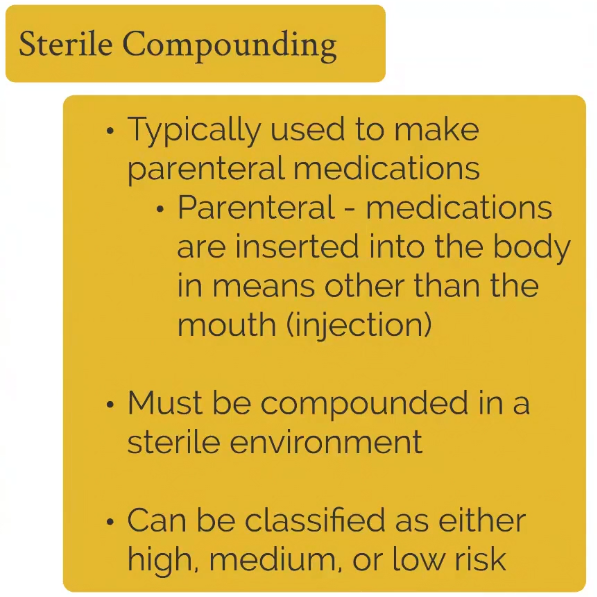 Sterile Compounding
• Typically used to make
parenteral medications
• Parenteral - medications
are inserted into the body
in means other than the
mouth (injection)
• Must be compounded in a
sterile environment
• Can be classified as either
high, medium, or low risk